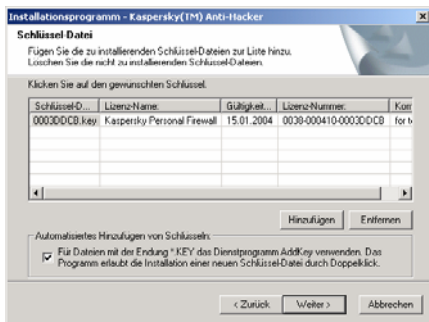 Installationsprogramm - Kaspersky(TM) Anti-Hacker
Schlüssel-Datei
Fügen Sie die zu installierenden Schlüssel-Dateien zur Liste hinzu.
Löschen Sie die nicht zu installierenden Schlüssel-Dateien.
Klicken Sie auf den gewünschten Schlüssel.
Schlüssel-D... Lizenz-Name: Gültigkeit... Lizenz-Nummer: Kom
0003DDCB.key Kaspersky Personal Firewall 15.01.2004 0038-000410-0003DDCB for t
Hinzufügen Entfernen
Automatisiertes Hinzufügen von Schlüsseln:
Für Dateien mit der Endung *.KEY das Dienstprogramm AddKey verwenden. Das
Programm erlaubt die Installation einer neuen Schlüssel-Datei durch Doppelklick.
< Zurück Weiter > Abbrechen